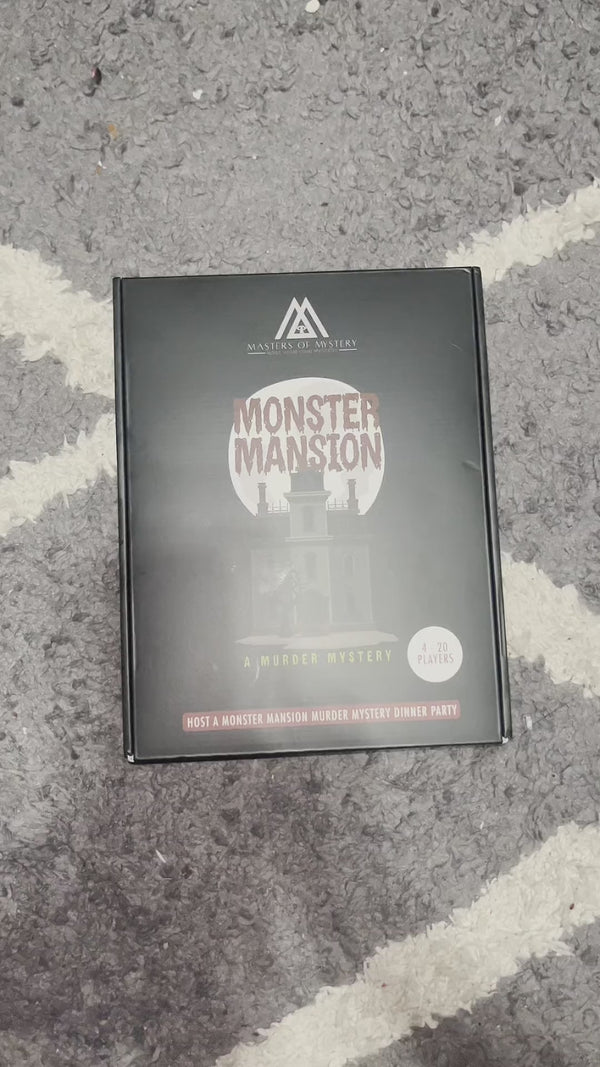 MASTERS OF MYSTERY
MONSTER
MANSION
A MURDER MYSTERY
4 - 20
PLAYERS
HOST A MONSTER MANSION MURDER MYSTERY DINNER PARTY